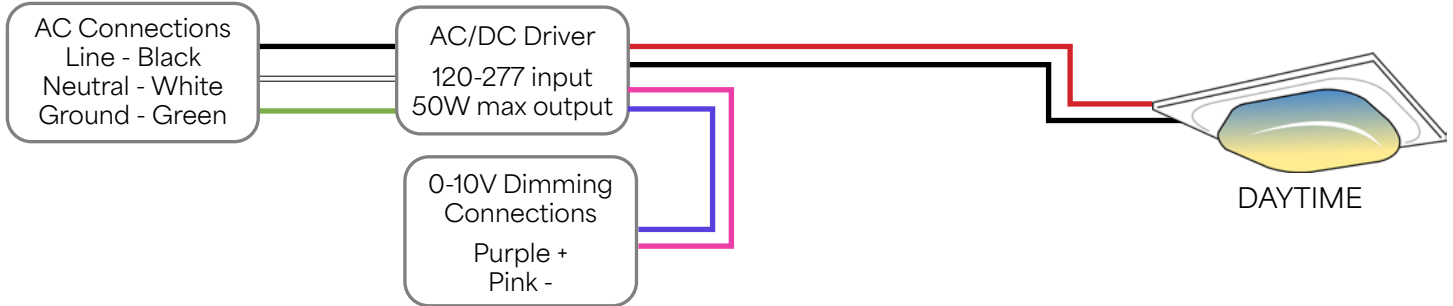 AC Connections
Line - Black
Neutral - White
Ground - Green
AC/DC Driver
120-277 input
50W max output
0-10V Dimming
Connections
Purple +
Pink -
DAYTIME